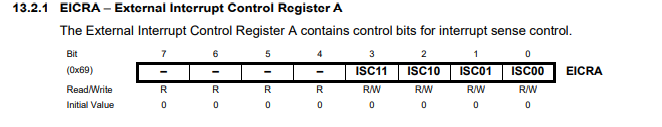 13.2.1 EICRA – External Interrupt Control Register A
The External Interrupt Control Register A contains control bits for interrupt sense control.
Bit 7 6 5 4 3 2 1 0
(0x69) – – – – ISC11 ISC10 ISC01 ISC00 EICRA
Read/Write R R R R R/W R/W R/W R/W
Initial Value 0 0 0 0 0 0 0 0